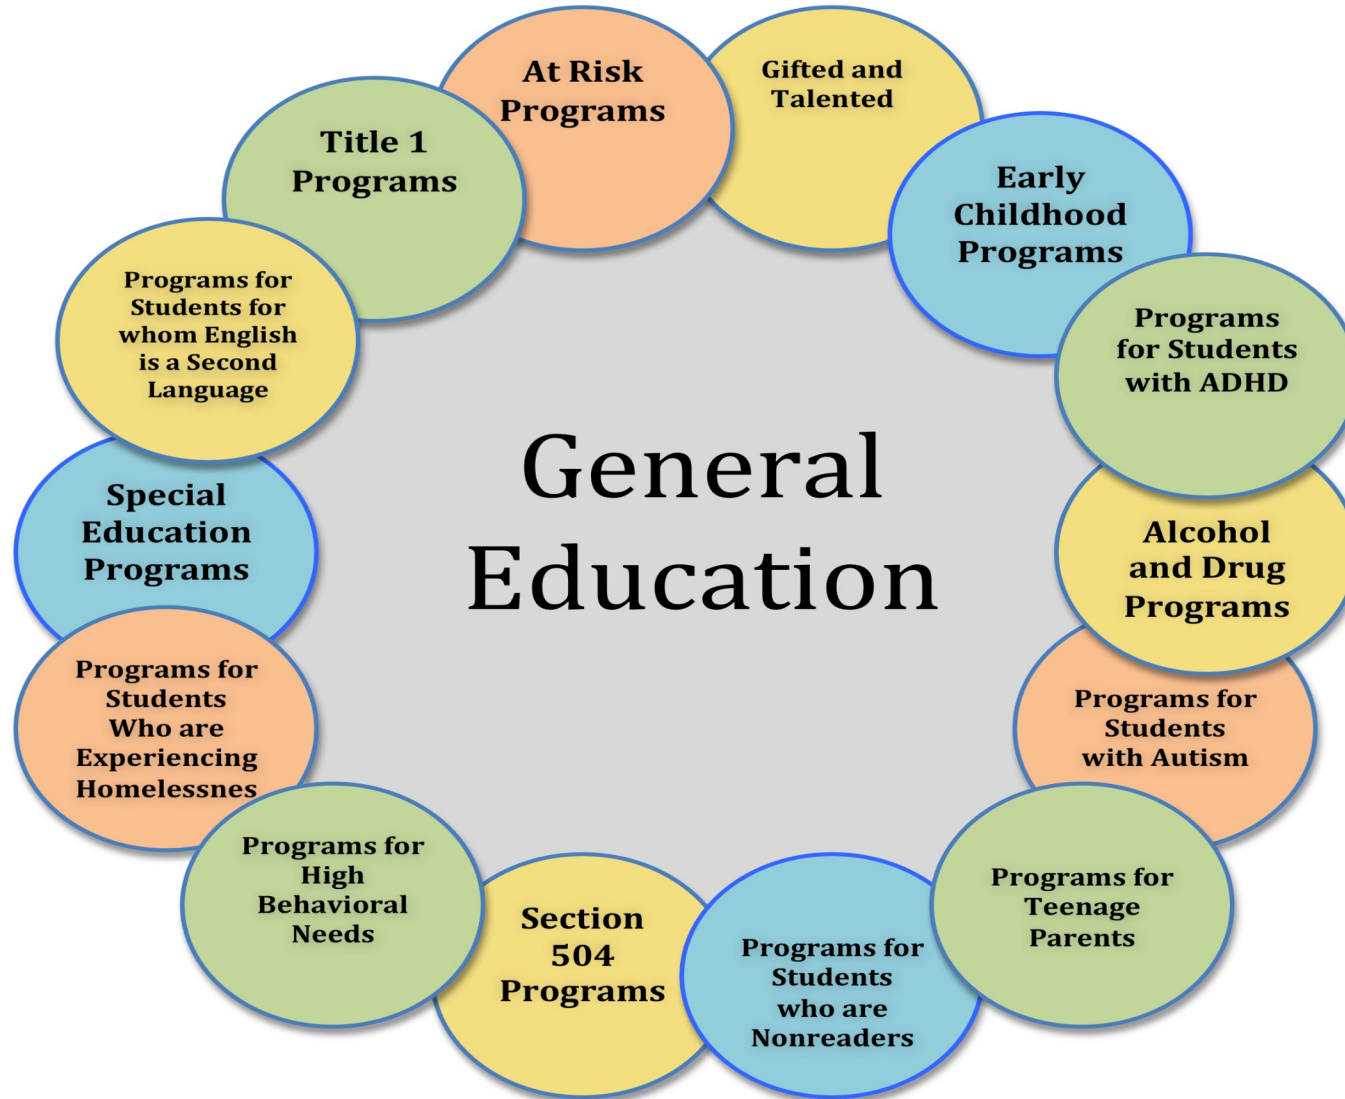 At Risk
Programs
Gifted and
Talented
Early
Childhood
Programs
Programs
for Students
with ADHD
Alcohol
and Drug
Programs
Programs for
Students
with Autism
Programs for
Teenage
Parents
Programs for
Students
who are
Nonreaders
Section
504
Programs
Programs for
High
Behavioral
Needs
Programs for
Students
Who are
Experiencing
Homelessnes
Special
Education
Programs
Programs for
Students for
whom English
is a Second
Language
Title 1
Programs
General
Education